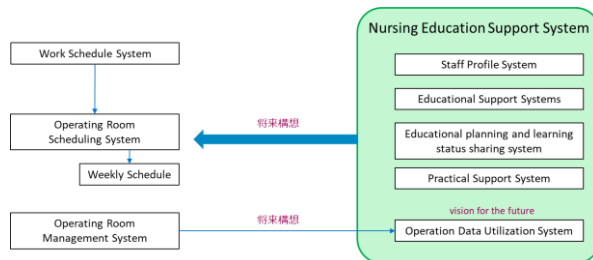 Nursing Education Support System
Work Schedule System
Staff Profile System
Educational Support Systems
将来構想
Operating Room
Scheduling System
Educational planning and learning
status sharing system
Weekly Schedule
Practical Support System
vision for the future
将来構想
Operating Room
Management System
Operation Data Utilization System